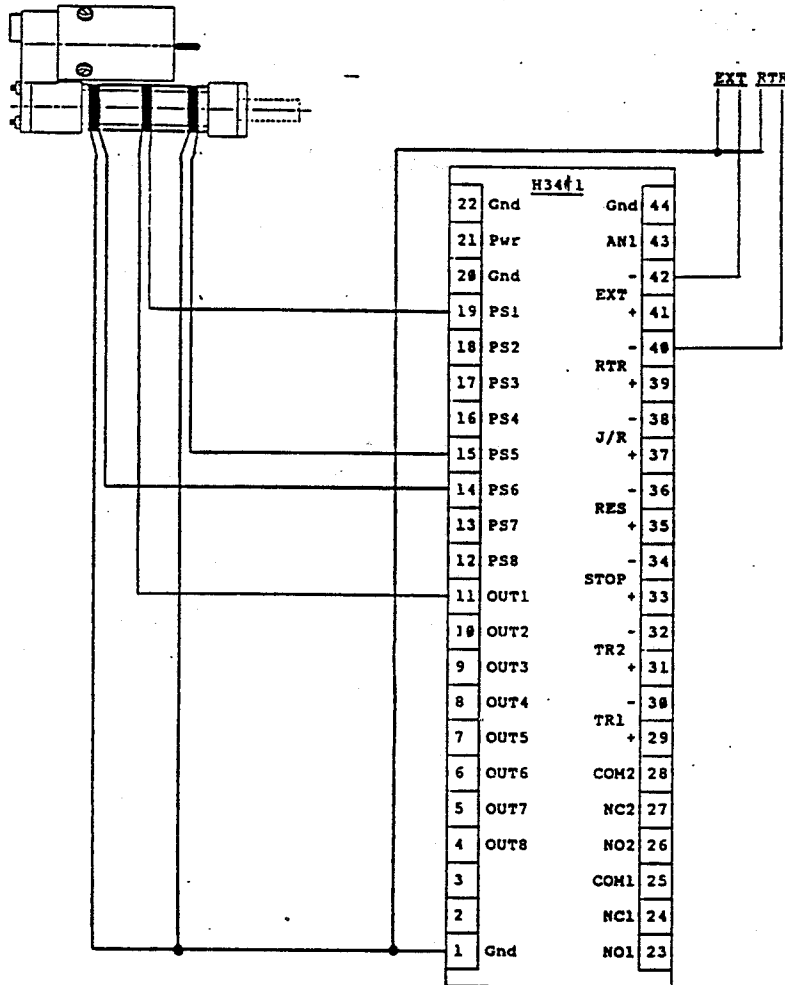 EXT RTR
22 Gnd Gnd 44
21 Pwr AN1 43
20 Gnd - 42
EXT
19 PS1 + 41
18 PS2 - 40
RTR
17 PS3 + 39
16 PS4 - 38
J/R
15 PS5 + 37
14 PS6 - 36
RES
13 PS7 + 35
12 PS8 - 34
STOP
11 OUT1 + 33
10 OUT2 - 32
TR2
9 OUT3 + 31
8 OUT4 - 30
TR1
7 OUT5 + 29
6 OUT6 COM2 28
5 OUT7 NC2 27
4 OUT8 NO2 26
3 COM1 25
2 NC1 24
1 Gnd NO1 23